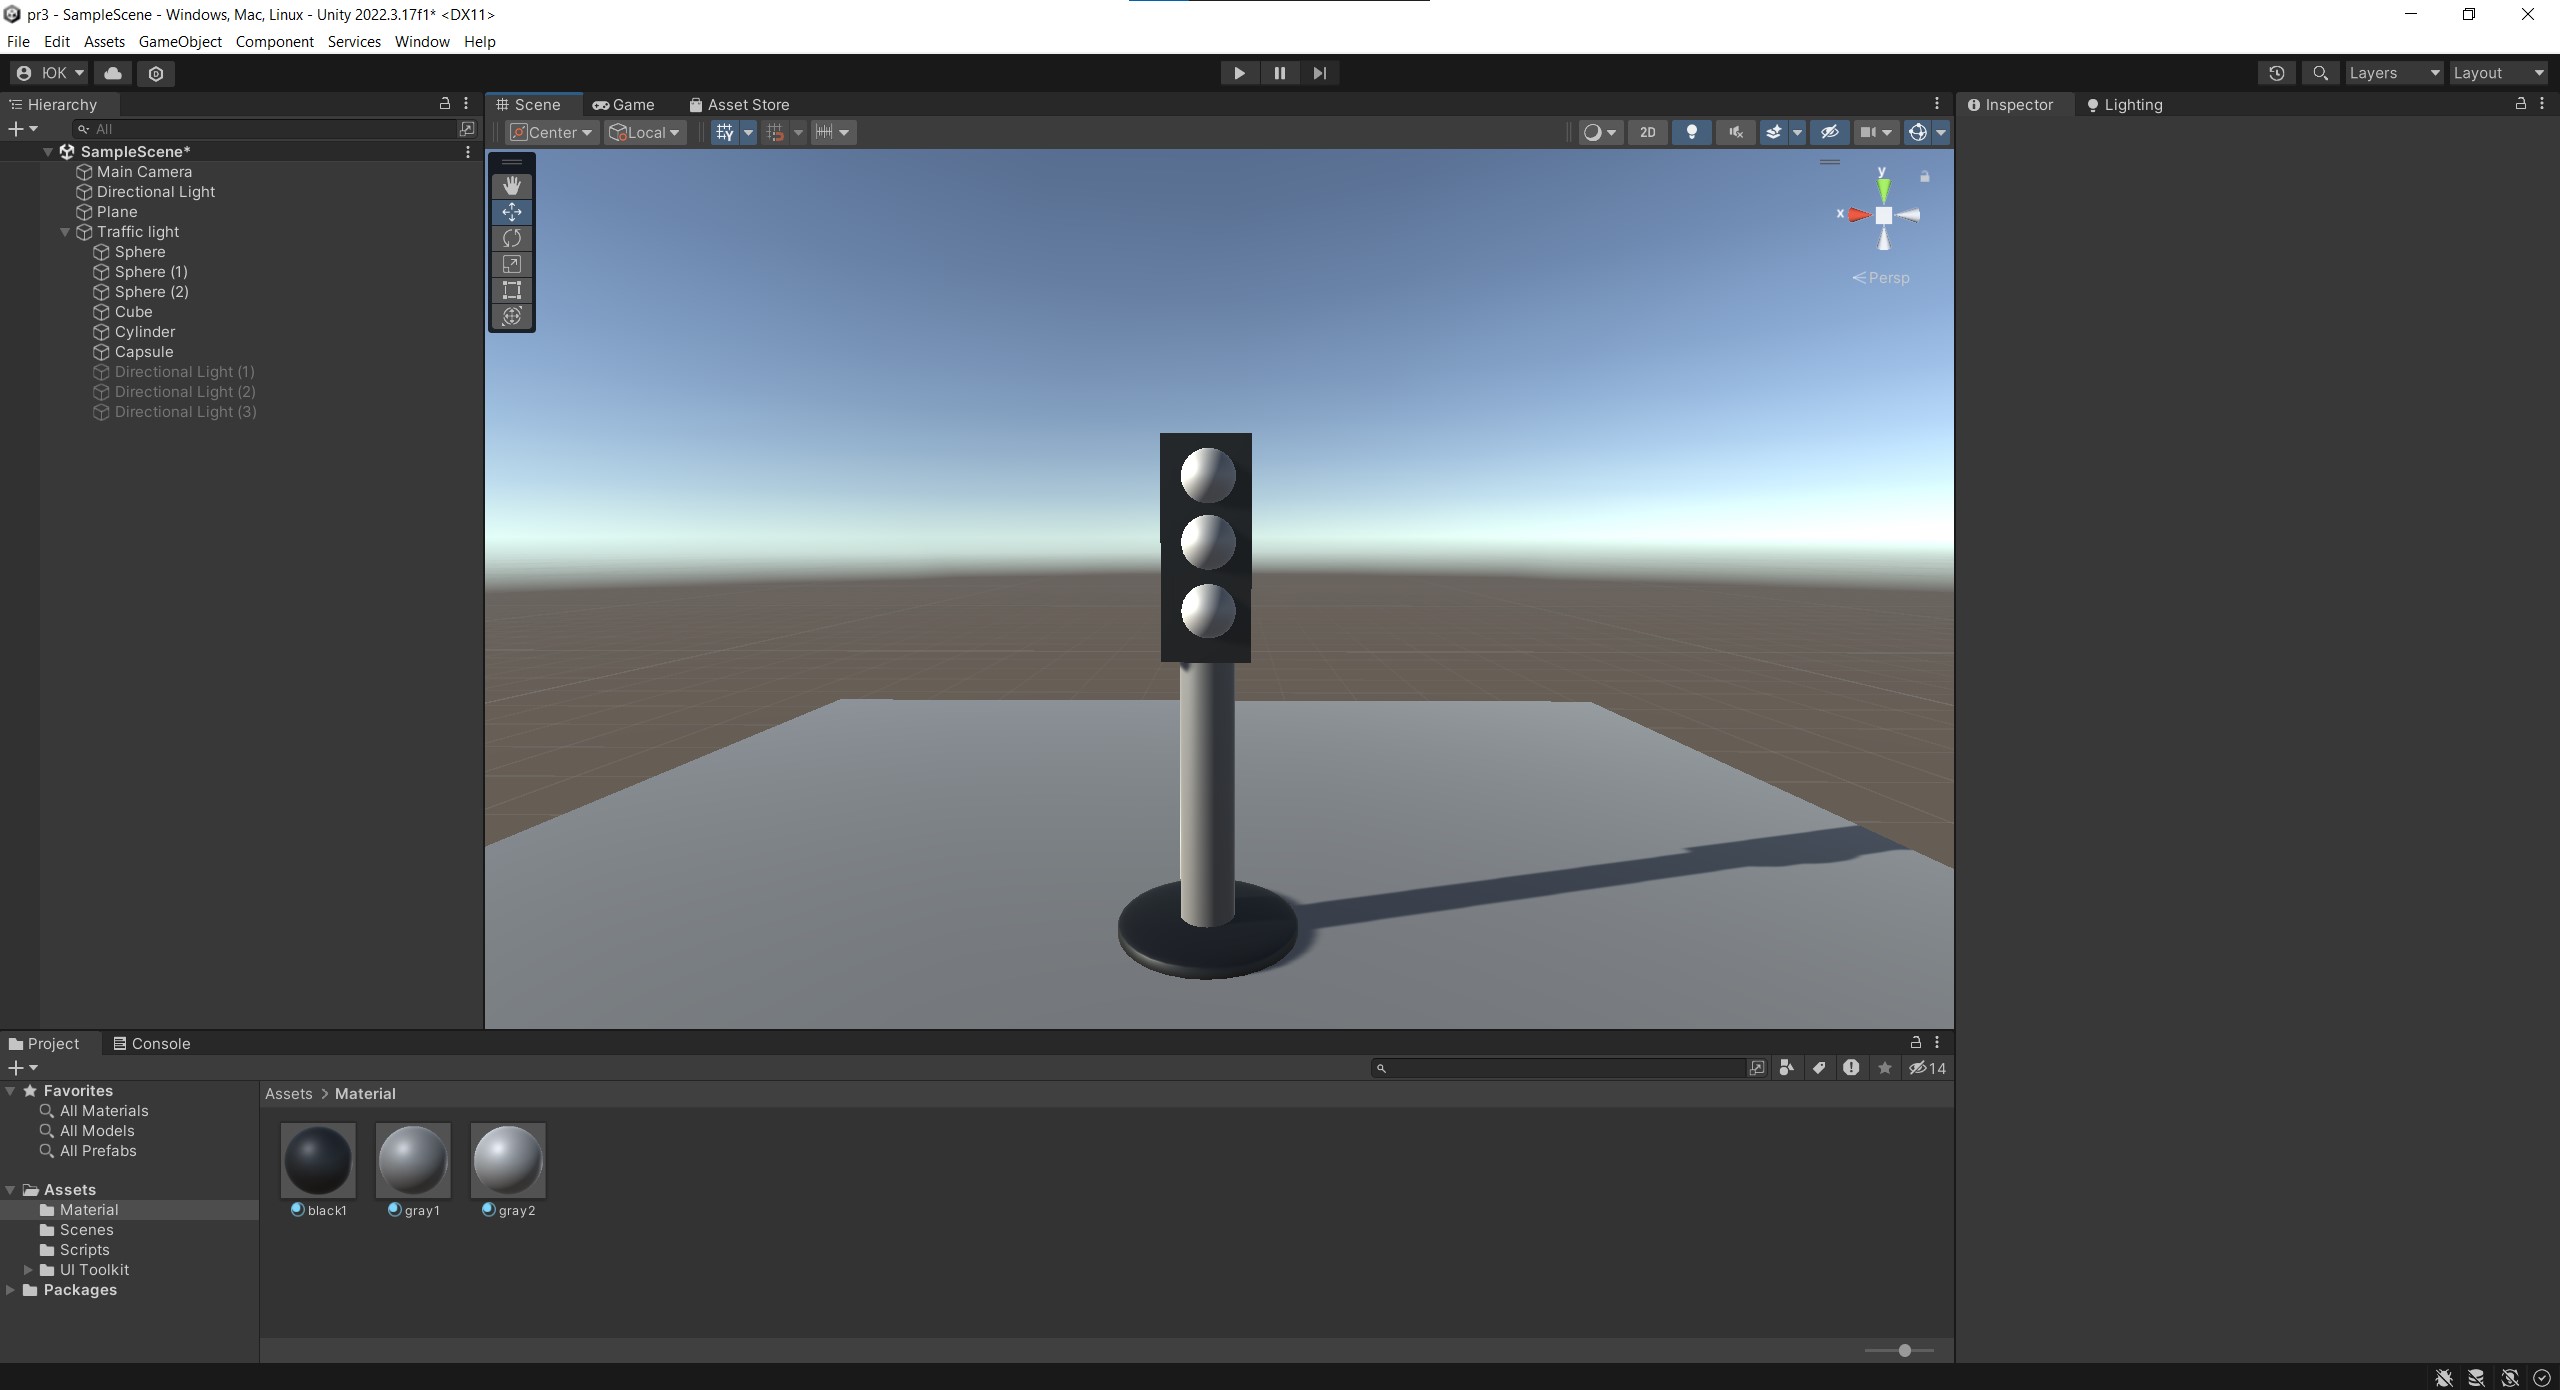 pr3 - SampleScene - Windows, Mac, Linux - Unity 2022.3.17f1* <DX11>
File Edit Assets GameObject Component Services Window Help
ЮК Layers Layout
Hierarchy
All
SampleScene*
Main Camera
Directional Light
Plane
Traffic light
Sphere
Sphere (1)
Sphere (2)
Cube
Cylinder
Capsule
Directional Light (1)
Directional Light (2)
Directional Light (3)
Scene Game Asset Store
Center Local 2D
y
x
Persp
Inspector Lighting
Project Console
14
Favorites
All Materials
All Models
All Prefabs
Assets
Material
Scenes
Scripts
UI Toolkit
Packages
Assets > Material
black1 gray1 gray2